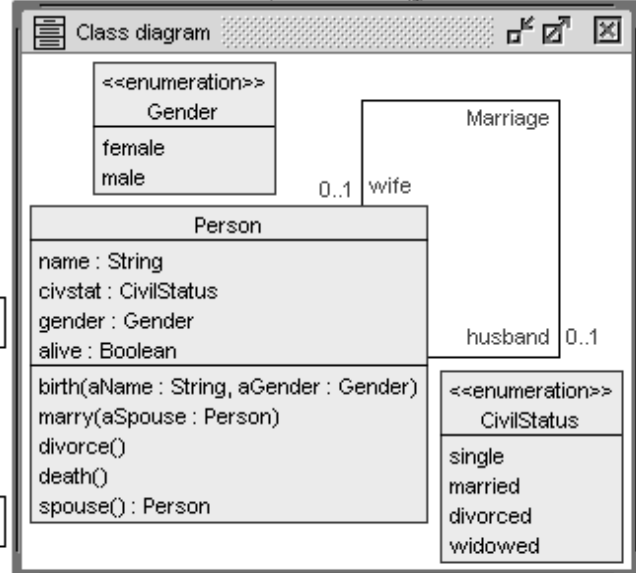 Class diagram
<<enumeration>>
Gender
female
male
Marriage
0..1 wife
Person
name : String
civstat : CivilStatus
gender : Gender
alive : Boolean
husband 0..1
birth(aName : String, aGender : Gender)
marry(aSpouse : Person)
divorce()
death()
spouse() : Person
<<enumeration>>
CivilStatus
single
married
divorced
widowed